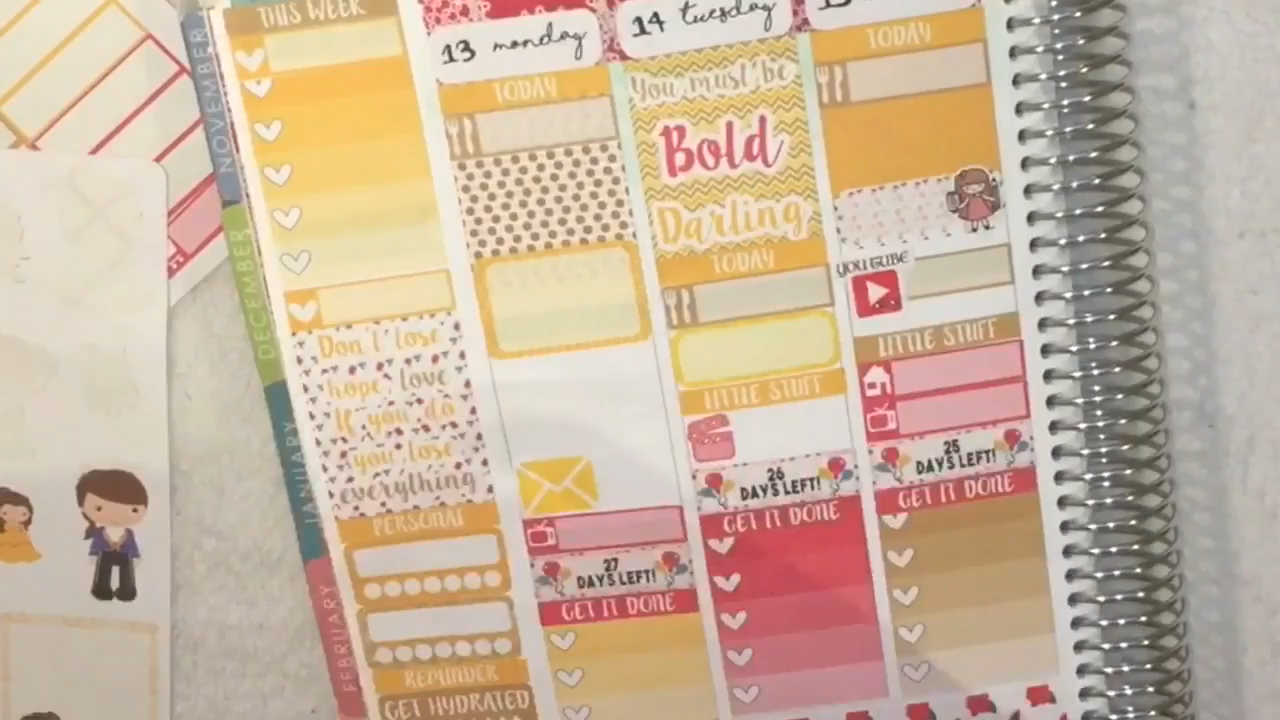 NOVEMBER
DECEMBER
JANUARY
FEBRUARY
THIS WEEK
Don't lose
hope, love
If you do
you lose
everything
PERSONAL
REMINDER
GET HYDRATED
13 monday
TODAY
27
DAYS LEFT!
GET IT DONE
14 tuesday
You must be
Bold
Darling
TODAY
LITTLE STUFF
26
DAYS LEFT!
GET IT DONE
TODAY
YOUTUBE
LITTLE STUFF
25
DAYS LEFT!
GET IT DONE